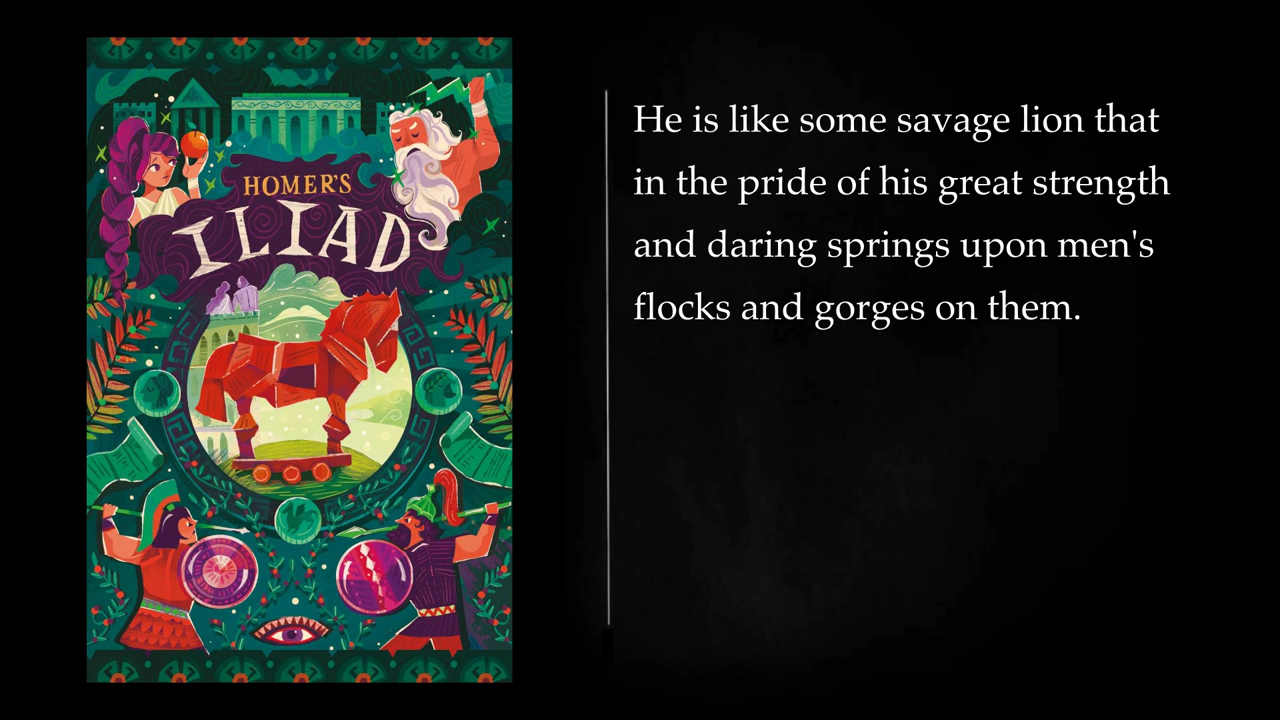 HOMER'S
ILIAD
He is like some savage lion that
in the pride of his great strength
and daring springs upon men's
flocks and gorges on them.